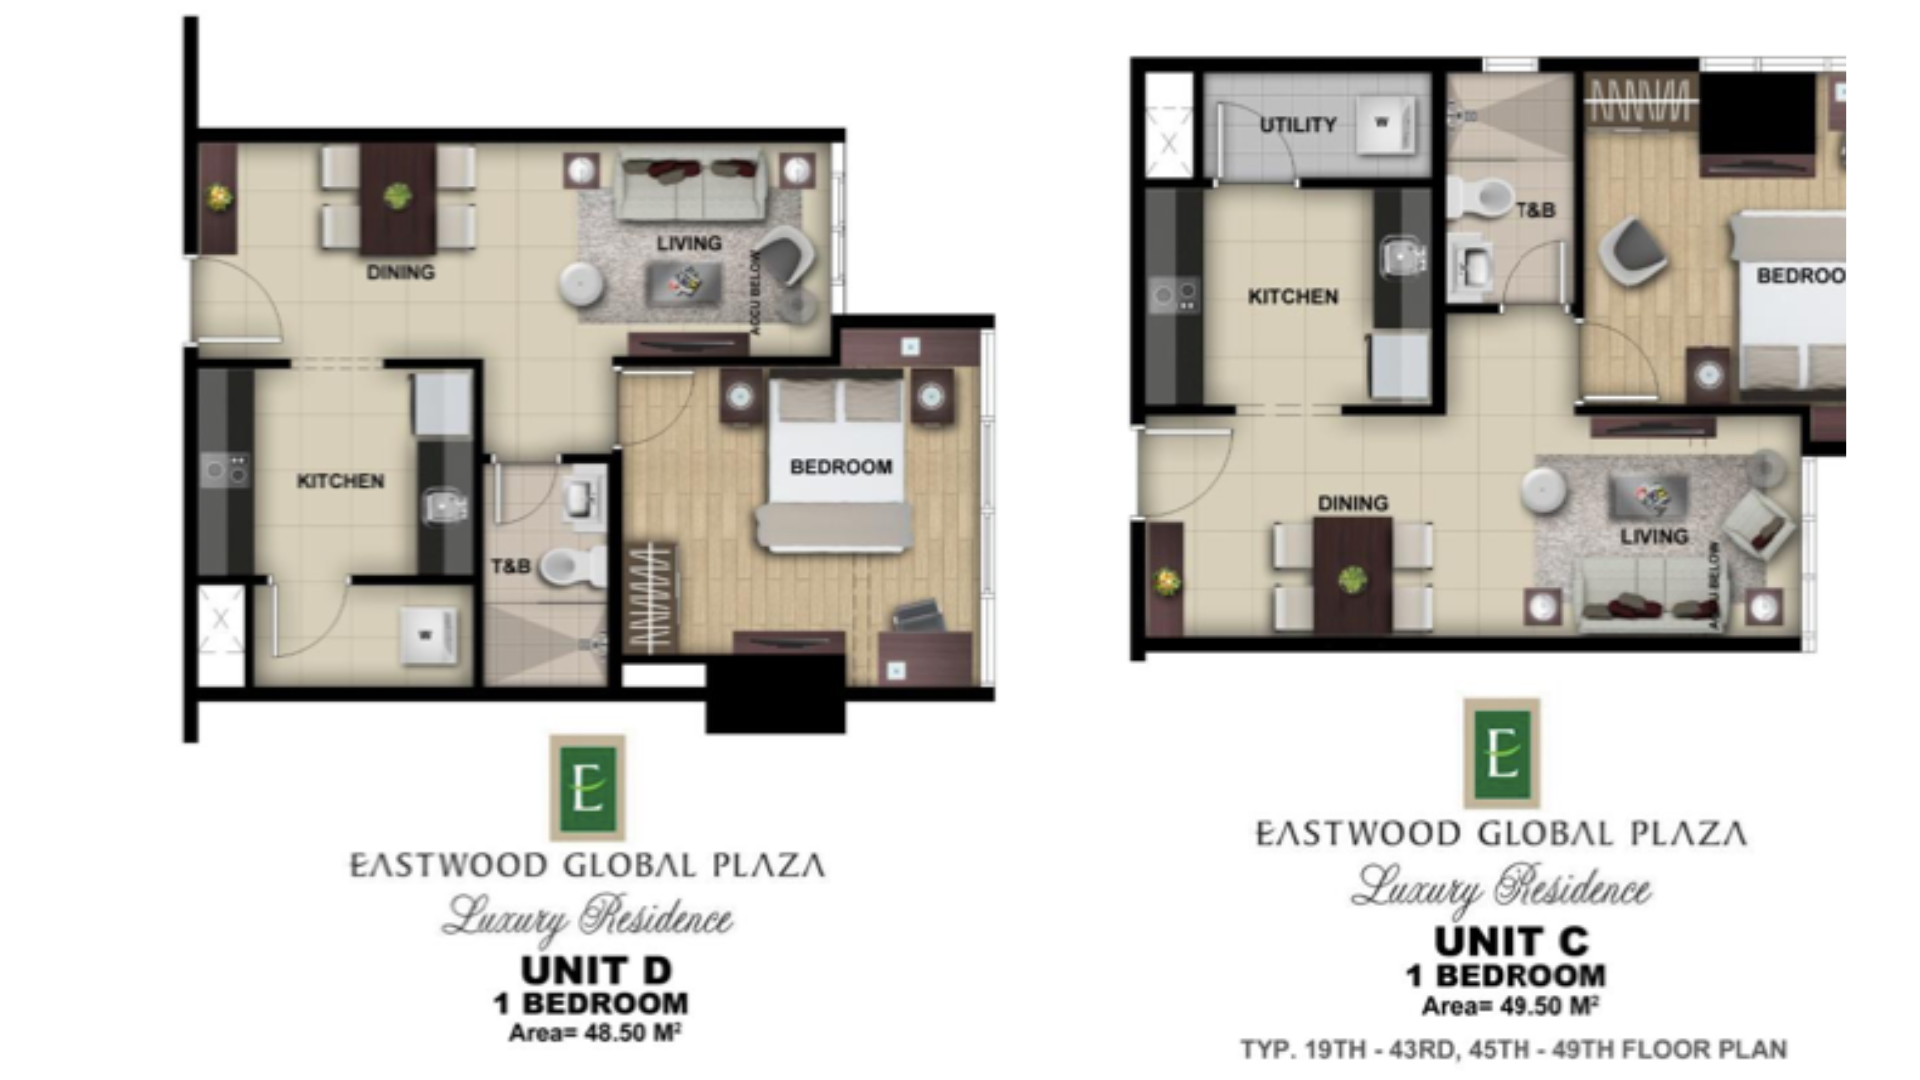 LIVING
DINING
ACCU BELOW
KITCHEN
BEDROOM
T&B
W
E
EASTWOOD GLOBAL PLAZA
Luxury Residence
UNIT D
1 BEDROOM
Area= 48.50 M²
UTILITY
W
T&B
KITCHEN
BEDROO
DINING
LIVING
ACCU BELOW
E
EASTWOOD GLOBAL PLAZA
Luxury Residence
UNIT C
1 BEDROOM
Area= 49.50 M²
TYP. 19TH - 43RD, 45TH - 49TH FLOOR PLAN